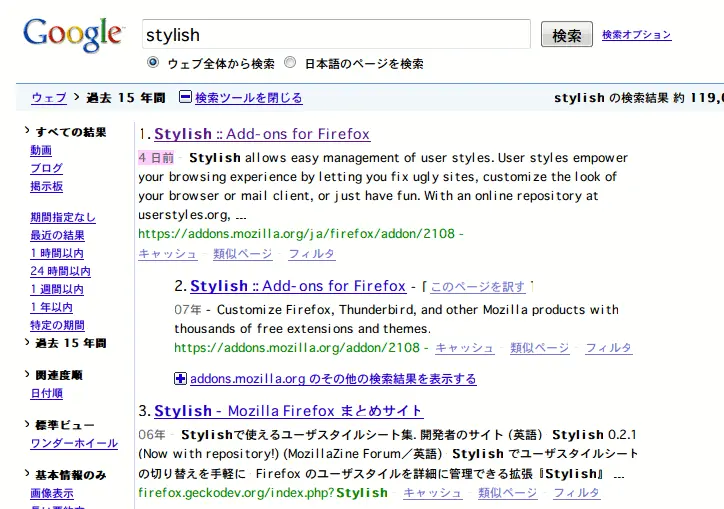 Google
stylish
検索
検索オプション
ウェブ全体から検索 日本語のページを検索
ウェブ > 過去 15 年間 検索ツールを閉じる
stylish の検索結果 約 119,0
すべての結果
動画
ブログ
掲示板
期間指定なし
最近の結果
1 時間以内
24 時間以内
1 週間以内
1 年以内
特定の期間
過去 15 年間
関連度順
日付順
標準ビュー
ワンダーホイール
基本情報のみ
画像表示
1. Stylish :: Add-ons for Firefox
4 日前 - Stylish allows easy management of user styles. User styles empower
your browsing experience by letting you fix ugly sites, customize the look of
your browser or mail client, or just have fun. With an online repository at
userstyles.org, ...
https://addons.mozilla.org/ja/firefox/addon/2108 -
キャッシュ - 類似ページ - フィルタ
2. Stylish :: Add-ons for Firefox - [ このページを訳す ]
07年 - Customize Firefox, Thunderbird, and other Mozilla products with
thousands of free extensions and themes.
https://addons.mozilla.org/addon/2108 - キャッシュ - 類似ページ - フィルタ
addons.mozilla.org のその他の検索結果を表示する
3. Stylish - Mozilla Firefox まとめサイト
06年 - Stylishで使えるユーザスタイルシート集. 開発者のサイト (英語) Stylish 0.2.1
(Now with repository!) (MozillaZine Forum／英語) Stylish でユーザスタイルシート
の切り替えを手軽に - Firefox のユーザスタイルを詳細に管理できる拡張『Stylish』 ...
firefox.geckodev.org/index.php?Stylish - キャッシュ - 類似ページ - フィルタ